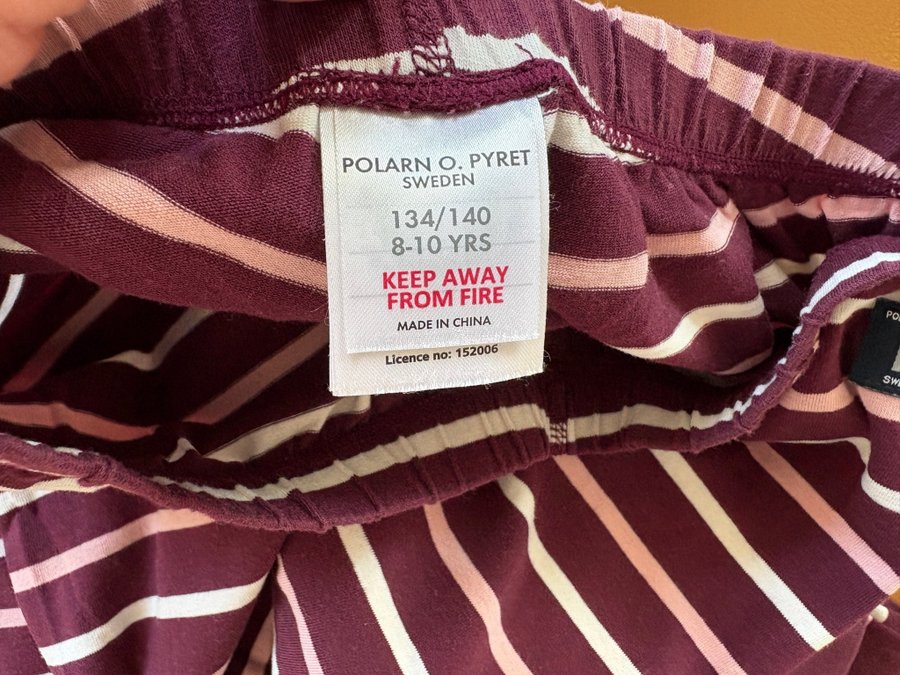 POLARN O. PYRET
SWEDEN
134/140
8-10 YRS
KEEP AWAY
FROM FIRE
MADE IN CHINA
Licence no: 152006